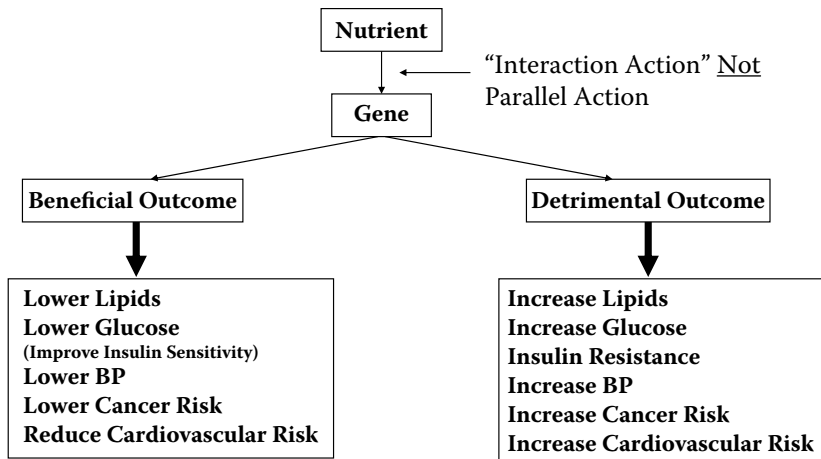 Nutrient
“Interaction Action” Not
Parallel Action
Gene
Beneficial Outcome
Detrimental Outcome
Lower Lipids
Lower Glucose
(Improve Insulin Sensitivity)
Lower BP
Lower Cancer Risk
Reduce Cardiovascular Risk
Increase Lipids
Increase Glucose
Insulin Resistance
Increase BP
Increase Cancer Risk
Increase Cardiovascular Risk